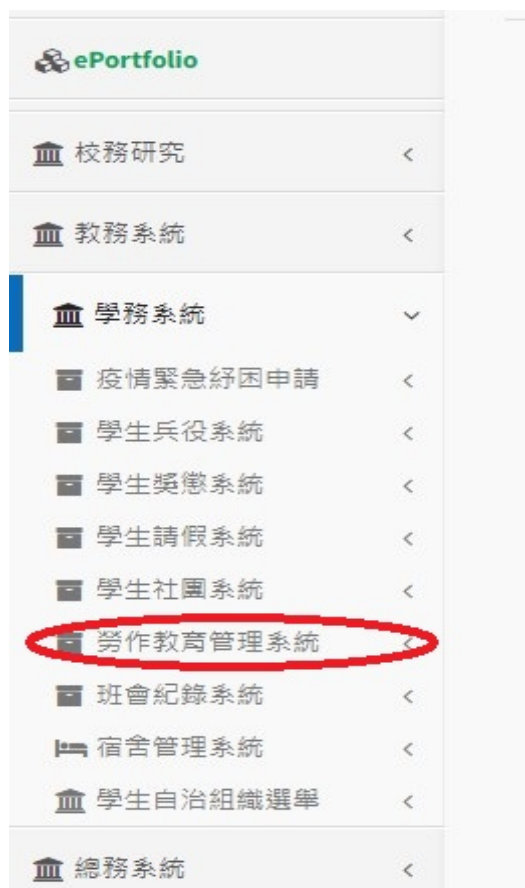 ePortfolio
校務研究
教務系統
學務系統
疫情緊急紓困申請
學生兵役系統
學生獎懲系統
學生請假系統
學生社團系統
勞作教育管理系統
班會紀錄系統
宿舍管理系統
學生自治組織選舉
總務系統